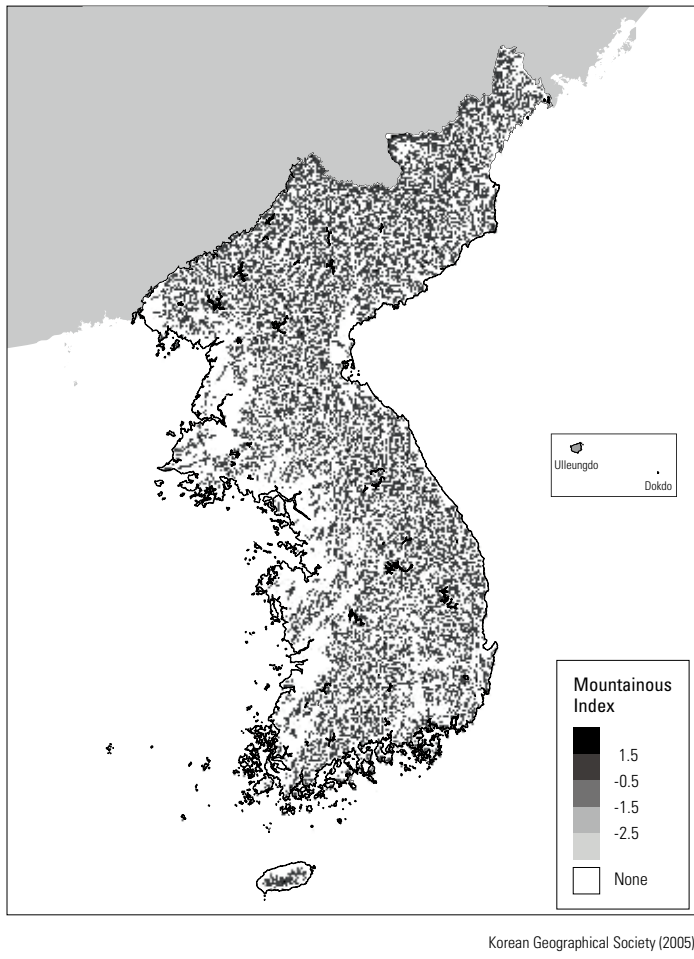 Ulleungdo
Dokdo
Mountainous
Index
1.5
-0.5
-1.5
-2.5
None
Korean Geographical Society (2005)